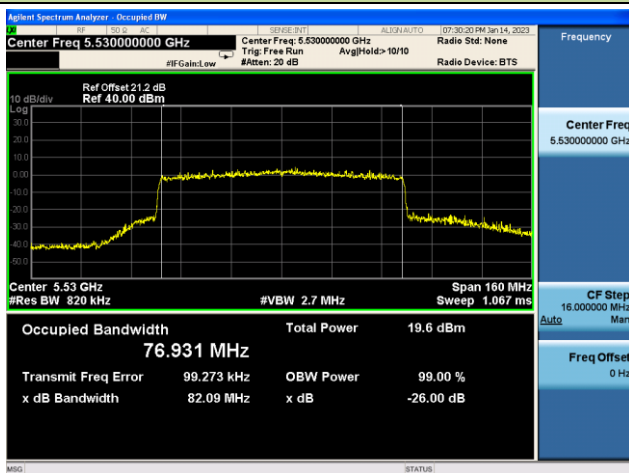 Agilent Spectrum Analyzer - Occupied BW
LXI RF 50 Ω AC SENSE:INT ALIGN AUTO 07:30:20 PM Jan 14, 2023
Center Freq 5.530000000 GHz Center Freq: 5.530000000 GHz Radio Std: None
Trig: Free Run Avg|Hold:> 10/10
#IFGain:Low #Atten: 20 dB Radio Device: BTS
Frequency
Ref Offset 21.2 dB
10 dB/div Ref 40.00 dBm
Log
30.0
20.0
10.0
0.00
-10.0
-20.0
-30.0
-40.0
-50.0
Center Freq
5.530000000 GHz
Center 5.53 GHz Span 160 MHz
#Res BW 820 kHz #VBW 2.7 MHz Sweep 1.067 ms
CF Step
16.000000 MHz
Auto Man
Occupied Bandwidth Total Power 19.6 dBm
76.931 MHz
Transmit Freq Error 99.273 kHz OBW Power 99.00 %
x dB Bandwidth 82.09 MHz x dB -26.00 dB
Freq Offset
0 Hz
MSG STATUS